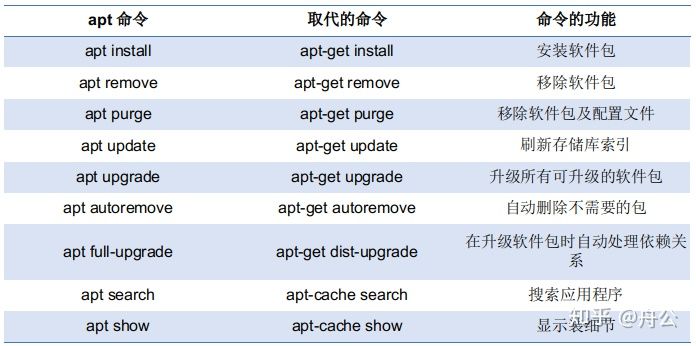 apt 命令 取代的命令 命令的功能
apt install apt-get install 安装软件包
apt remove apt-get remove 移除软件包
apt purge apt-get purge 移除软件包及配置文件
apt update apt-get update 刷新存储库索引
apt upgrade apt-get upgrade 升级所有可升级的软件包
apt autoremove apt-get autoremove 自动删除不需要的包
apt full-upgrade apt-get dist-upgrade 在升级软件包时自动处理依赖关
系
apt search apt-cache search 搜索应用程序
apt show apt-cache show 显示装细节
知乎 @舟公